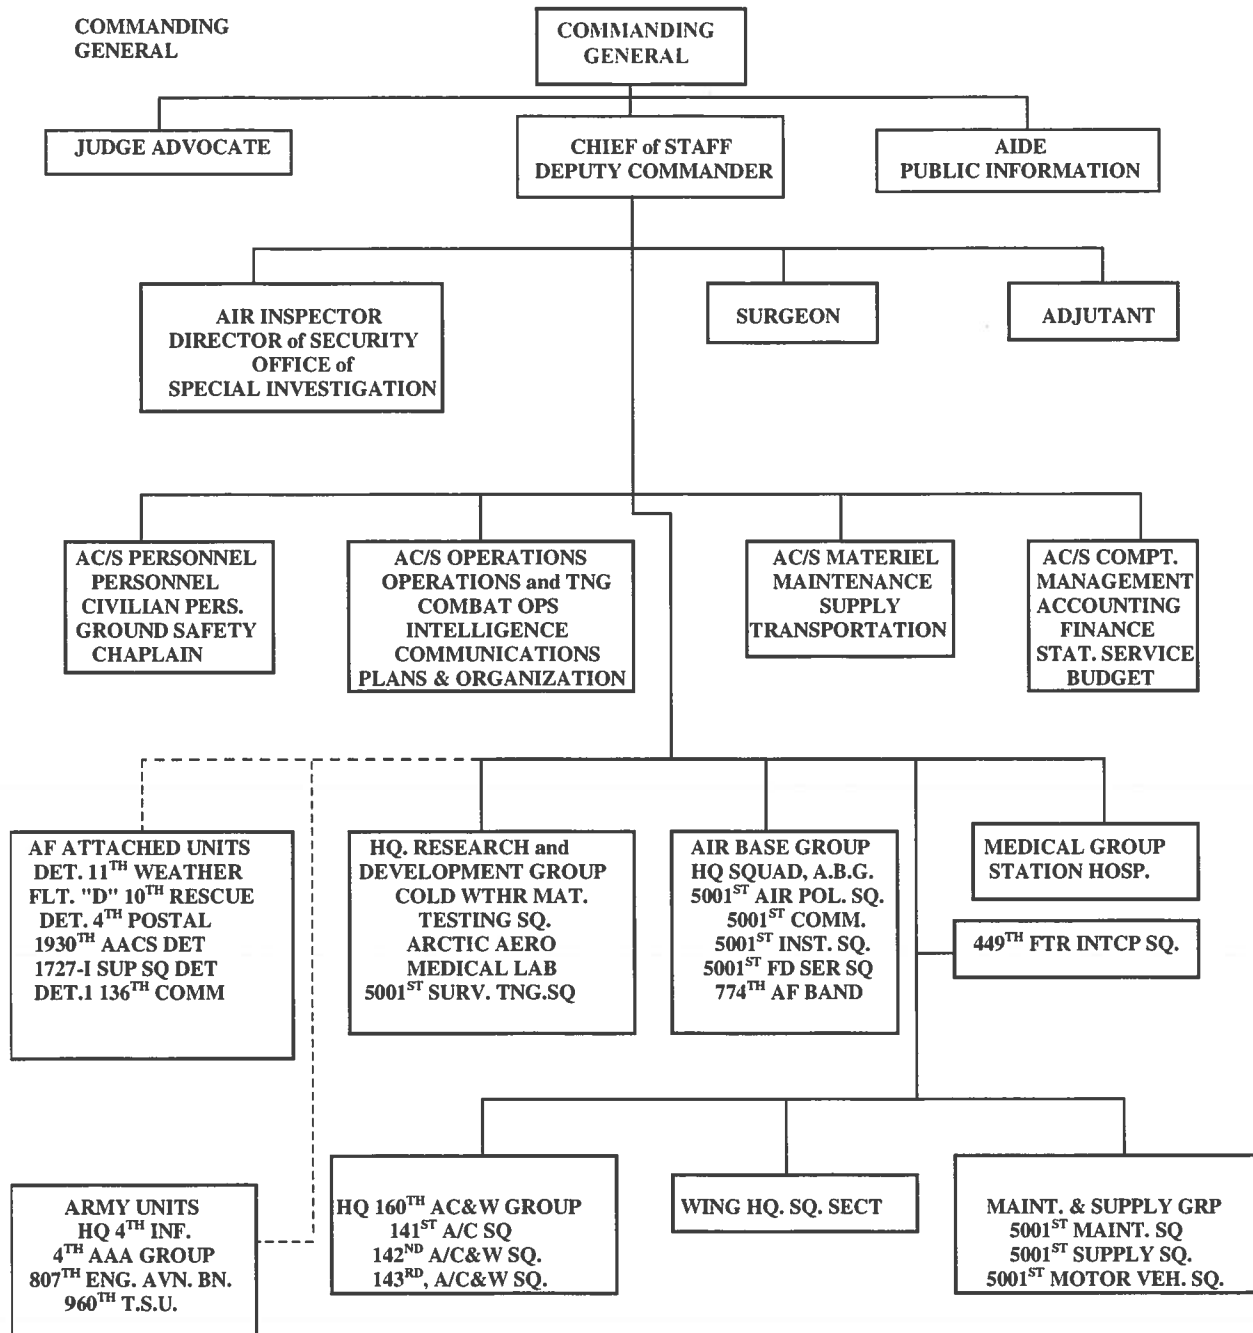 COMMANDING
GENERAL
COMMANDING
GENERAL
JUDGE ADVOCATE
CHIEF of STAFF
DEPUTY COMMANDER
AIDE
PUBLIC INFORMATION
AIR INSPECTOR
DIRECTOR of SECURITY
OFFICE of
SPECIAL INVESTIGATION
SURGEON
ADJUTANT
AC/S PERSONNEL
PERSONNEL
CIVILIAN PERS.
GROUND SAFETY
CHAPLAIN
AC/S OPERATIONS
OPERATIONS and TNG
COMBAT OPS
INTELLIGENCE
COMMUNICATIONS
PLANS & ORGANIZATION
AC/S MATERIEL
MAINTENANCE
SUPPLY
TRANSPORTATION
AC/S COMPT.
MANAGEMENT
ACCOUNTING
FINANCE
STAT. SERVICE
BUDGET
AF ATTACHED UNITS
DET. 11TH WEATHER
FLT. "D" 10TH RESCUE
DET. 4TH POSTAL
1930TH AACS DET
1727-I SUP SQ DET
DET.1 136TH COMM
HQ. RESEARCH and
DEVELOPMENT GROUP
COLD WTHR MAT.
TESTING SQ.
ARCTIC AERO
MEDICAL LAB
5001ST SURV. TNG.SQ
AIR BASE GROUP
HQ SQUAD, A.B.G.
5001ST AIR POL. SQ.
5001ST COMM.
5001ST INST. SQ.
5001ST FD SER SQ
774TH AF BAND
MEDICAL GROUP
STATION HOSP.
449TH FTR INTCP SQ.
ARMY UNITS
HQ 4TH INF.
4TH AAA GROUP
807TH ENG. AVN. BN.
960TH T.S.U.
HQ 160TH AC&W GROUP
141ST A/C SQ
142ND A/C&W SQ.
143RD, A/C&W SQ.
WING HQ. SQ. SECT
MAINT. & SUPPLY GRP
5001ST MAINT. SQ
5001ST SUPPLY SQ.
5001ST MOTOR VEH. SQ.